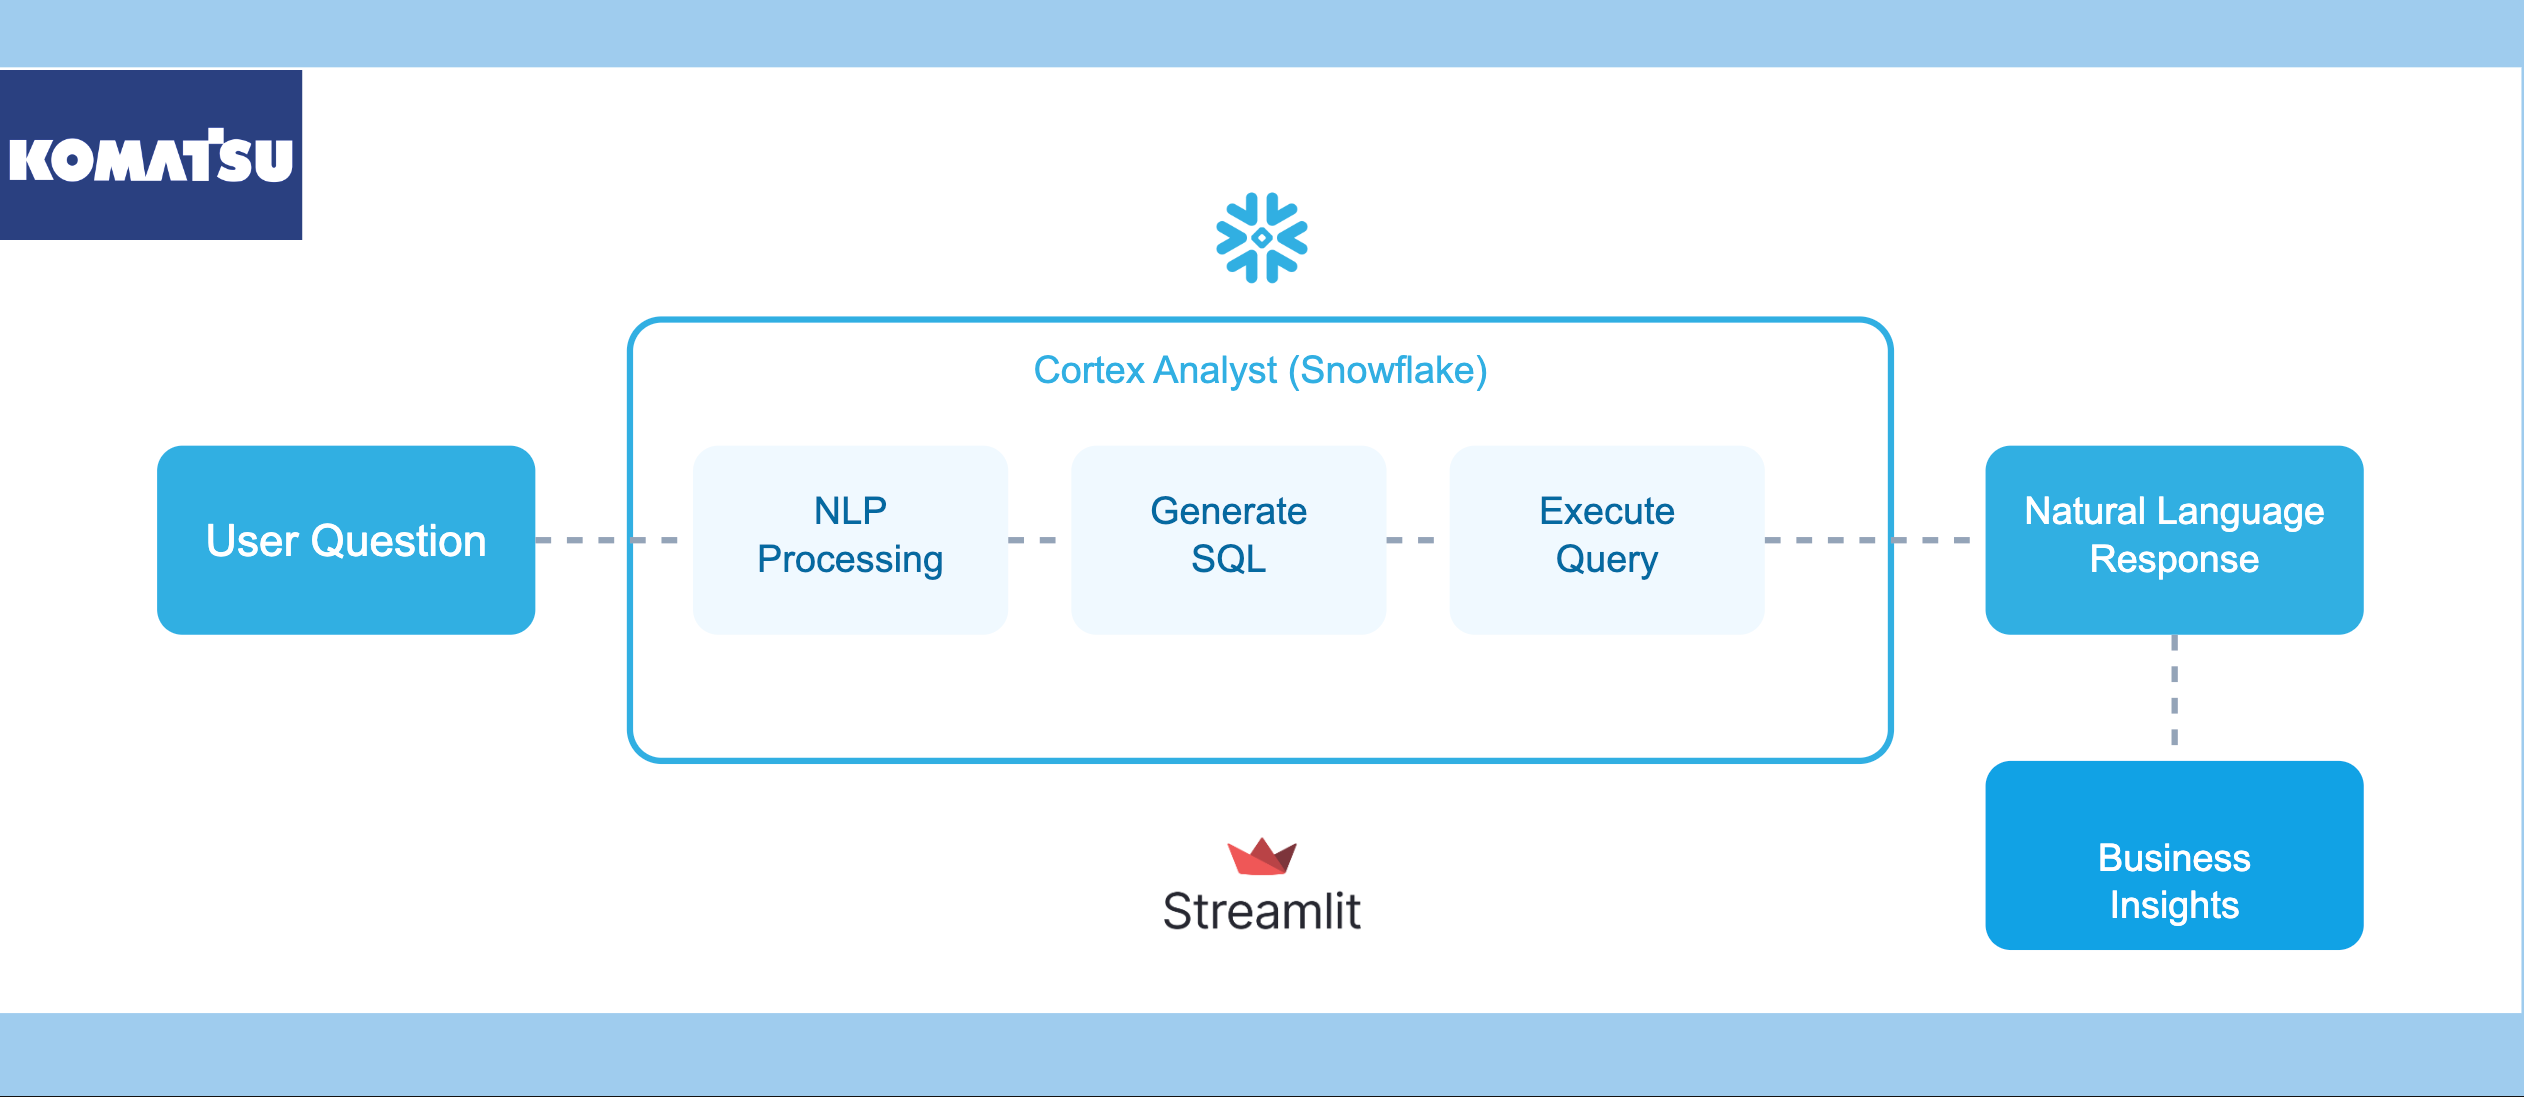 KOMATSU
Cortex Analyst (Snowflake)
User Question
NLP
Processing
Generate
SQL
Execute
Query
Natural Language
Response
Business
Insights
Streamlit